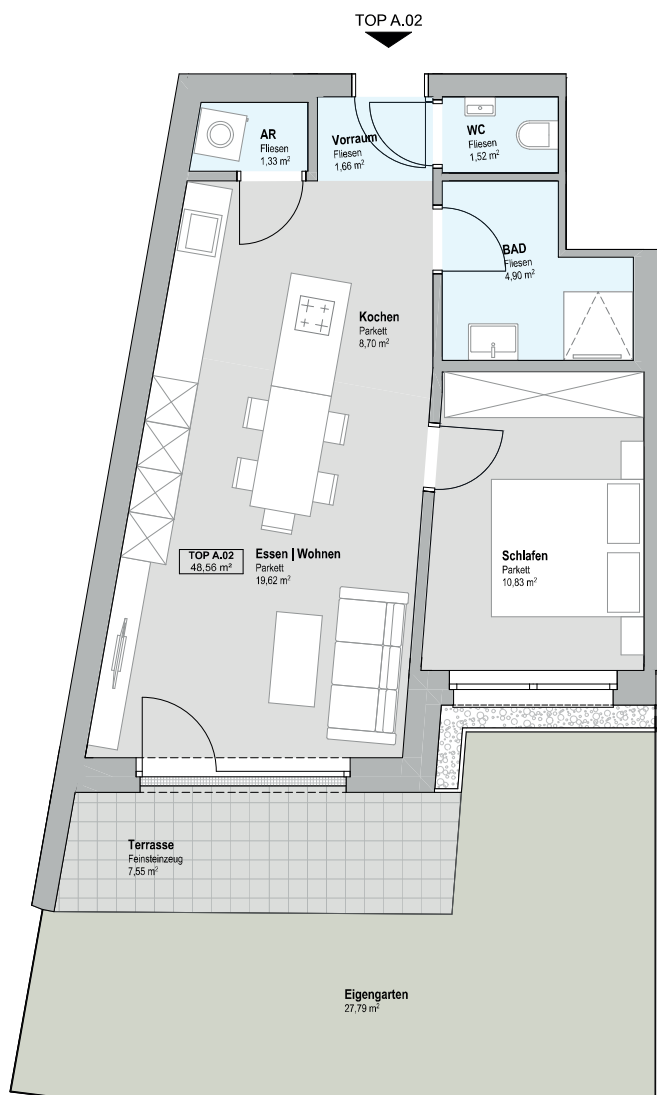 TOP A.02
AR
Fliesen
1,33 m²
Vorraum
Fliesen
1,66 m²
WC
Fliesen
1,52 m²
BAD
Fliesen
4,90 m²
Kochen
Parkett
8,70 m²
TOP A.02
48,56 m²
Essen | Wohnen
Parkett
19,62 m²
Schlafen
Parkett
10,83 m²
Terrasse
Feinsteinzeug
7,55 m²
Eigengarten
27,79 m²